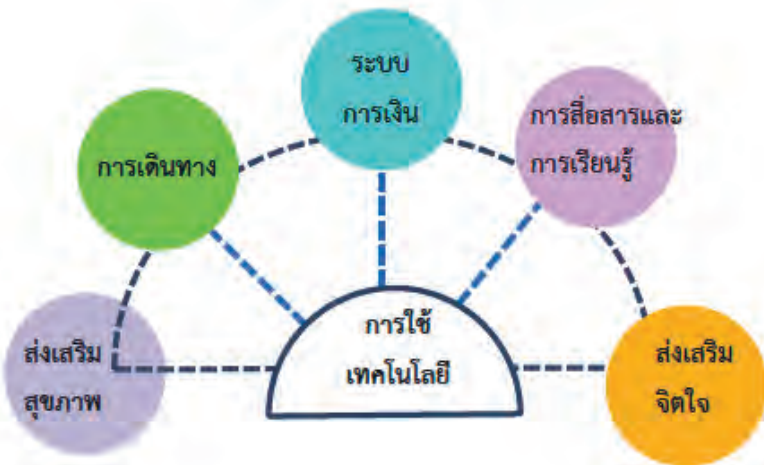 ระบบ
การเงิน
การสื่อสารและ
การเรียนรู้
การเดินทาง
การใช้
เทคโนโลยี
ส่งเสริม
สุขภาพ
ส่งเสริม
จิตใจ